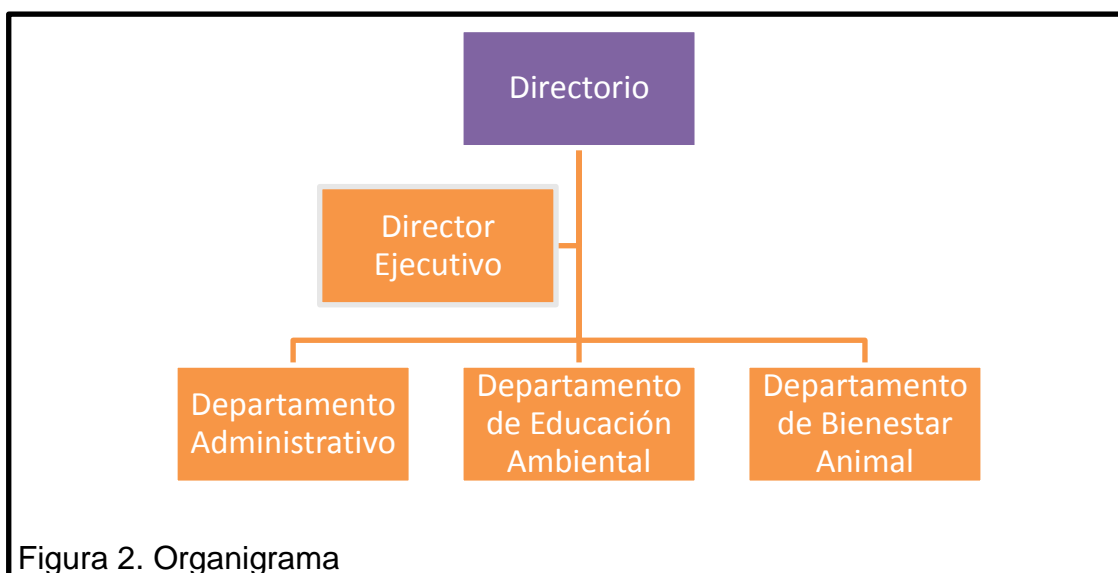 Directorio
Director
Ejecutivo
Departamento
Administrativo
Departamento
de Educación
Ambiental
Departamento
de Bienestar
Animal
Figura 2. Organigrama